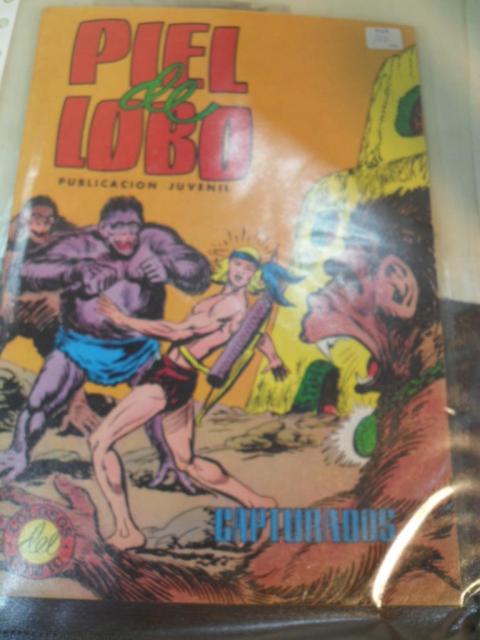 PIEL
de
LOBO
PUBLICACION JUVENIL
CAPTURADOS